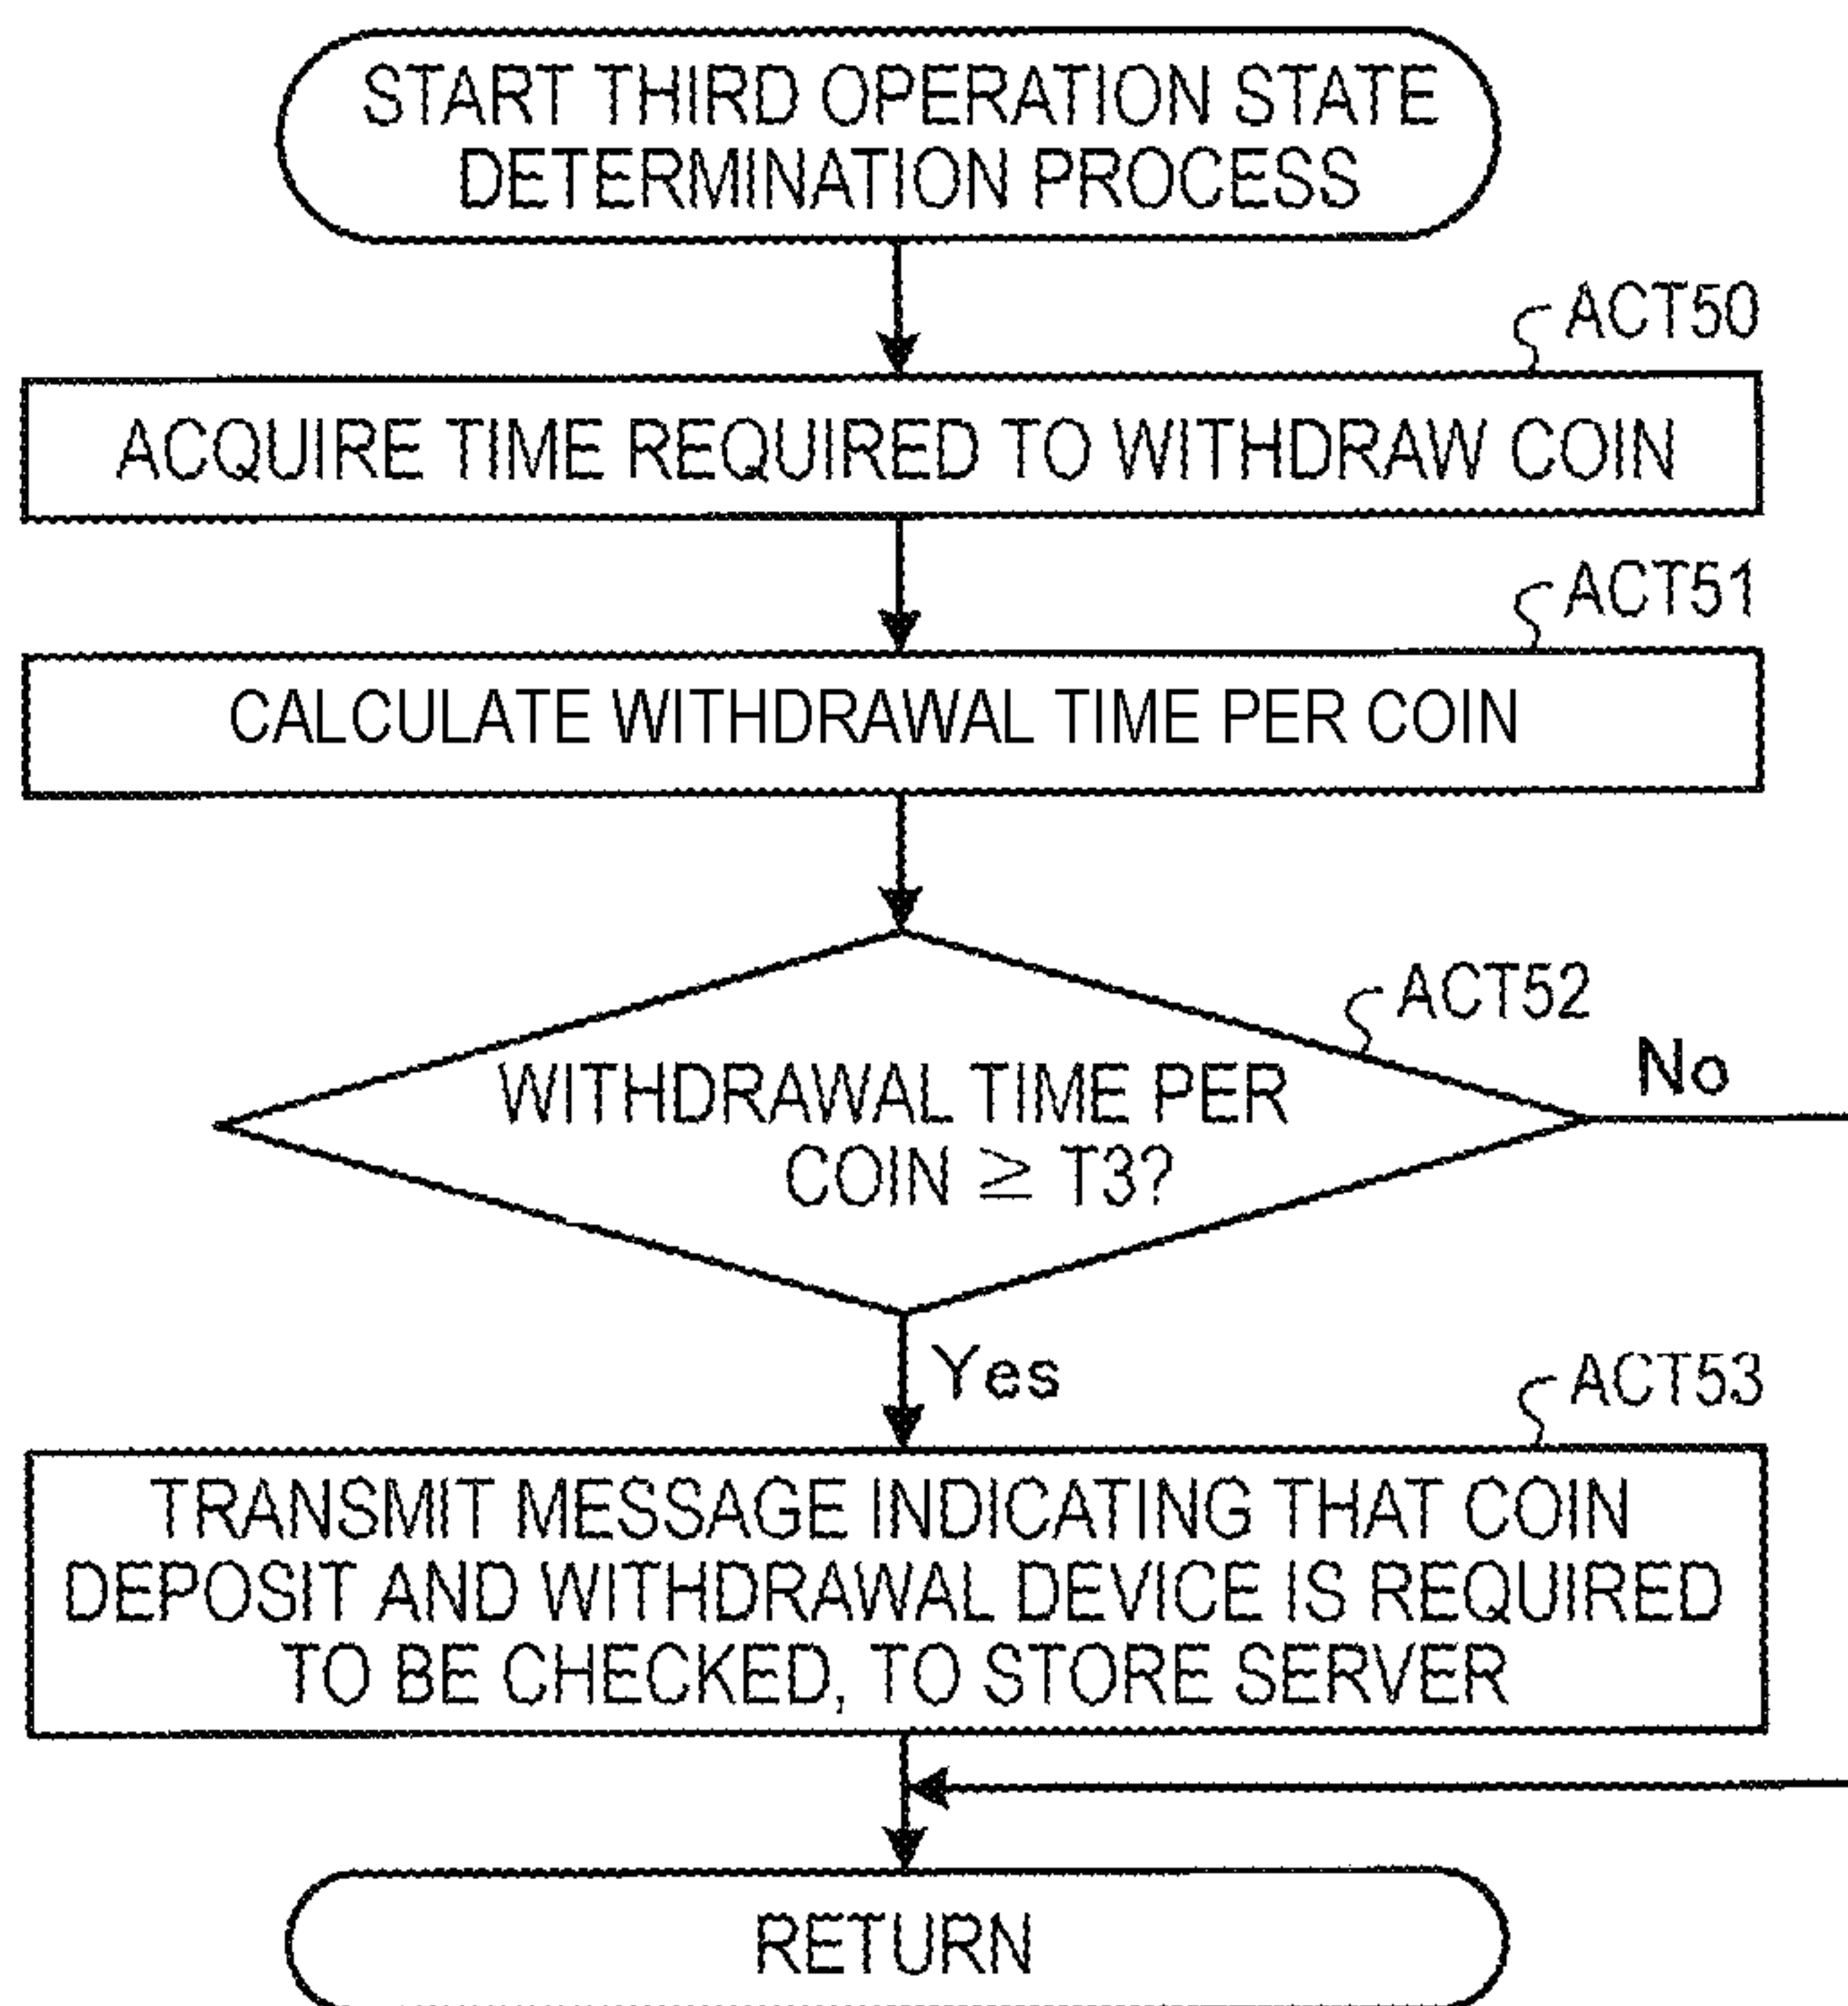 START THIRD OPERATION STATE
DETERMINATION PROCESS
ACT50
ACQUIRE TIME REQUIRED TO WITHDRAW COIN
ACT51
CALCULATE WITHDRAWAL TIME PER COIN
ACT52
No
WITHDRAWAL TIME PER
COIN ≧ T3?
Yes
ACT53
TRANSMIT MESSAGE INDICATING THAT COIN
DEPOSIT AND WITHDRAWAL DEVICE IS REQUIRED
TO BE CHECKED, TO STORE SERVER
RETURN